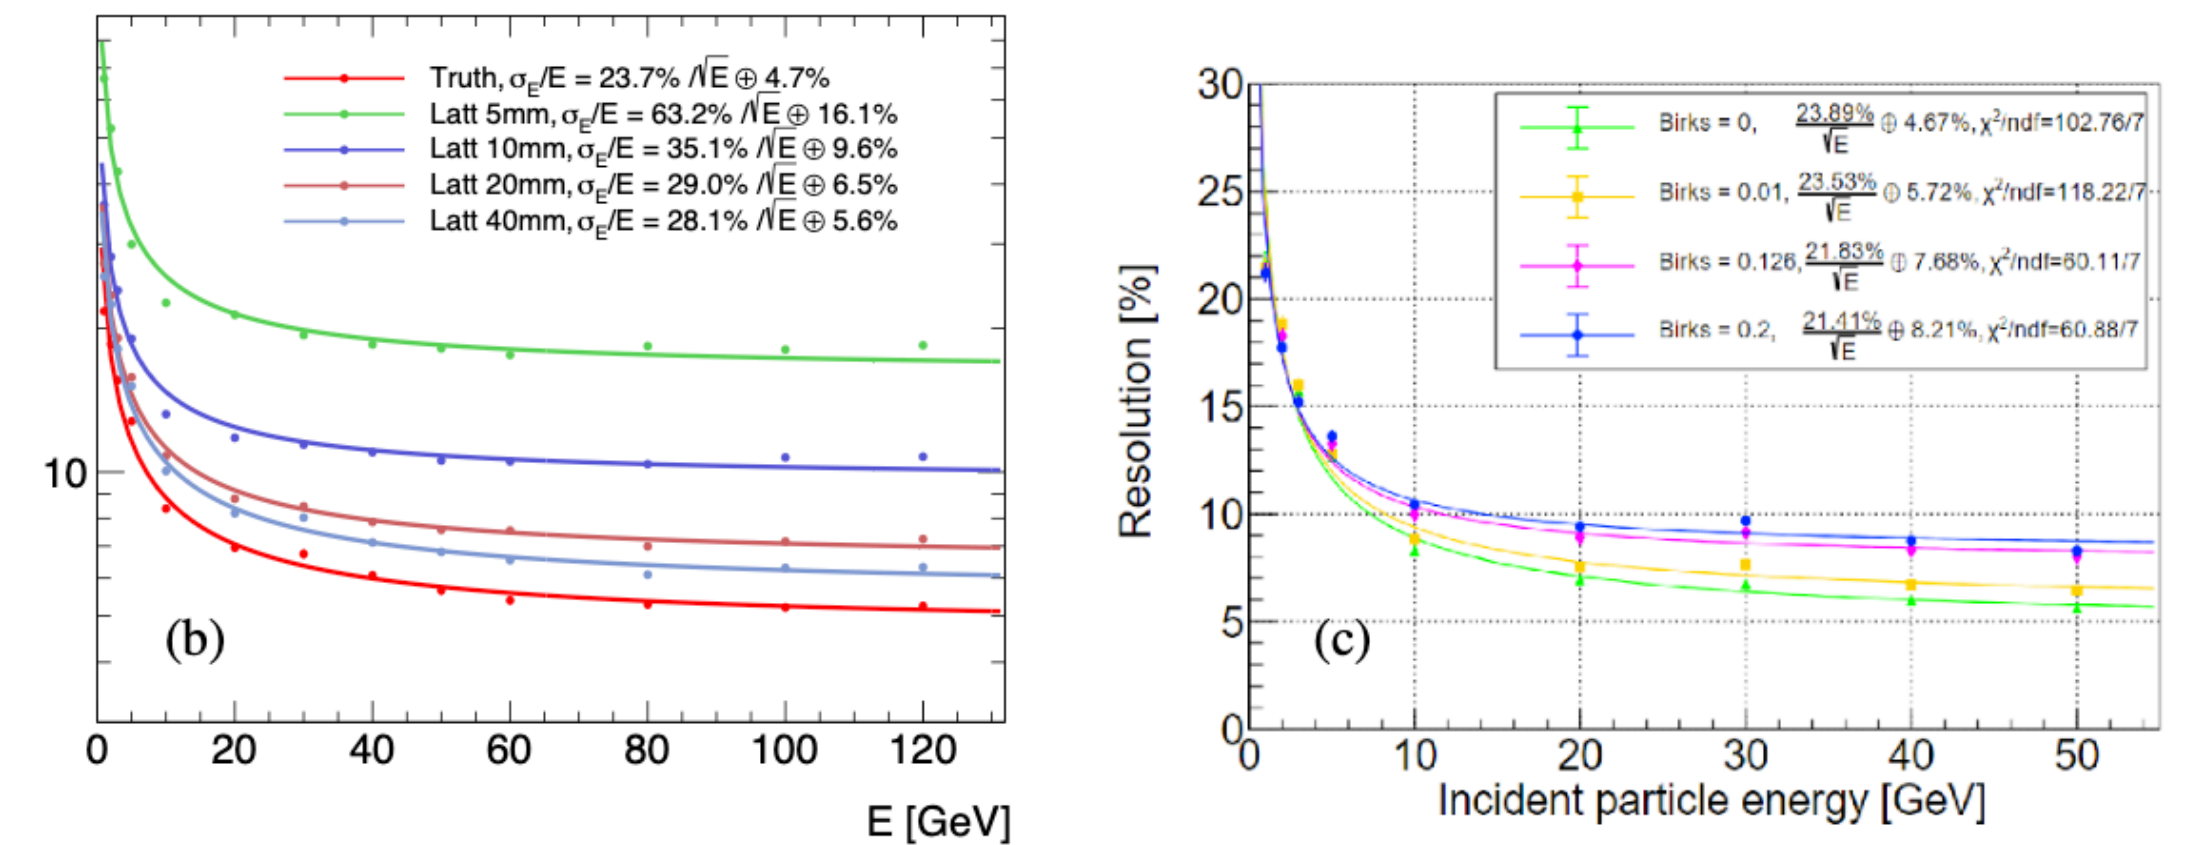 Truth, σ_E/E = 23.7% /√E ⊕ 4.7%
Latt 5mm, σ_E/E = 63.2% /√E ⊕ 16.1%
Latt 10mm, σ_E/E = 35.1% /√E ⊕ 9.6%
Latt 20mm, σ_E/E = 29.0% /√E ⊕ 6.5%
Latt 40mm, σ_E/E = 28.1% /√E ⊕ 5.6%
10
(b)
0 20 40 60 80 100 120
E [GeV]
30
25
20
15
10
5
0
Resolution [%]
Birks = 0, 23.89%/√E ⊕ 4.67%, χ²/ndf=102.76/7
Birks = 0.01, 23.53%/√E ⊕ 5.72%, χ²/ndf=118.22/7
Birks = 0.126, 21.83%/√E ⊕ 7.68%, χ²/ndf=60.11/7
Birks = 0.2, 21.41%/√E ⊕ 8.21%, χ²/ndf=60.88/7
(c)
0 10 20 30 40 50
Incident particle energy [GeV]